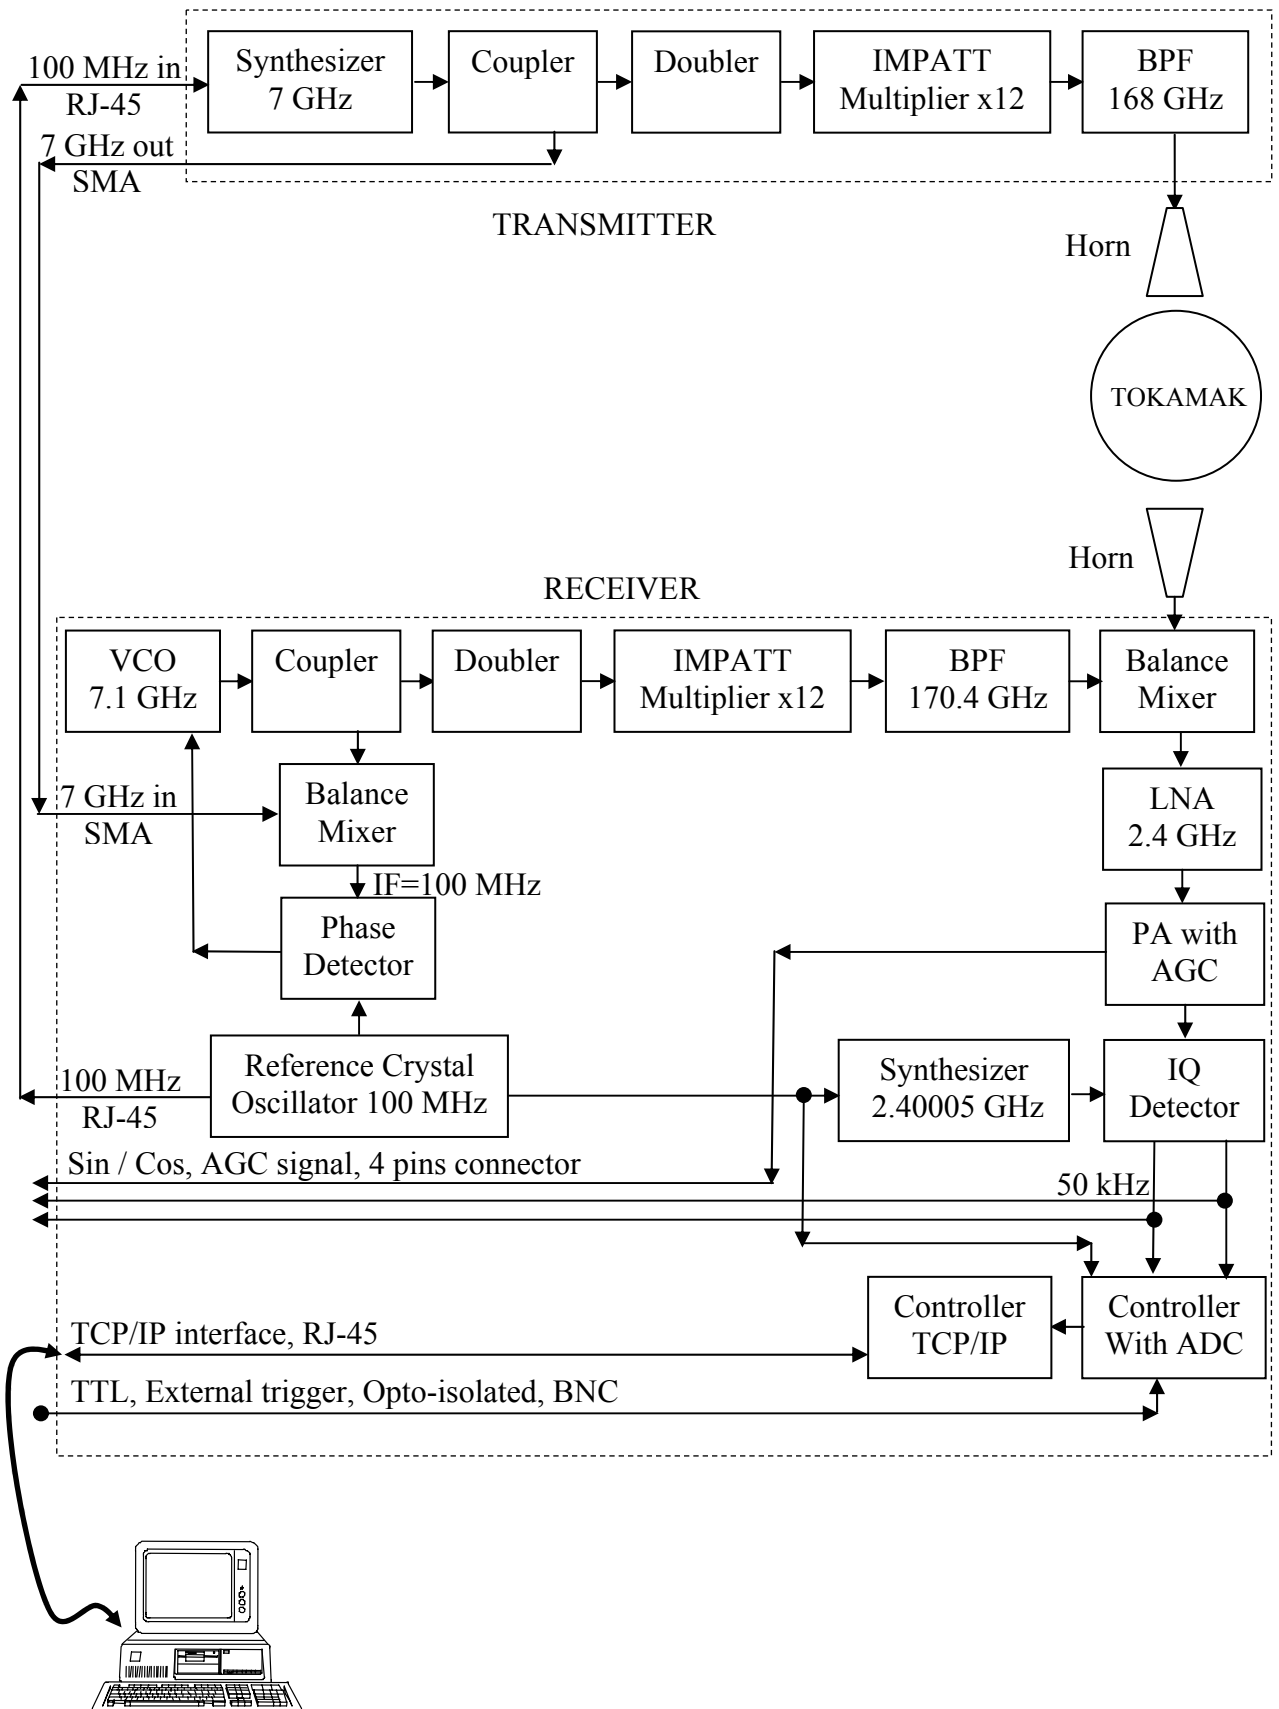 100 MHz in
RJ-45
Synthesizer
7 GHz
Coupler
Doubler
IMPATT
Multiplier x12
BPF
168 GHz
7 GHz out
SMA
TRANSMITTER
Horn
TOKAMAK
Horn
RECEIVER
VCO
7.1 GHz
Coupler
Doubler
IMPATT
Multiplier x12
BPF
170.4 GHz
Balance
Mixer
7 GHz in
SMA
Balance
Mixer
LNA
2.4 GHz
IF=100 MHz
Phase
Detector
PA with
AGC
100 MHz
RJ-45
Reference Crystal
Oscillator 100 MHz
Synthesizer
2.40005 GHz
IQ
Detector
Sin / Cos, AGC signal, 4 pins connector
50 kHz
Controller
TCP/IP
Controller
With ADC
TCP/IP interface, RJ-45
TTL, External trigger, Opto-isolated, BNC